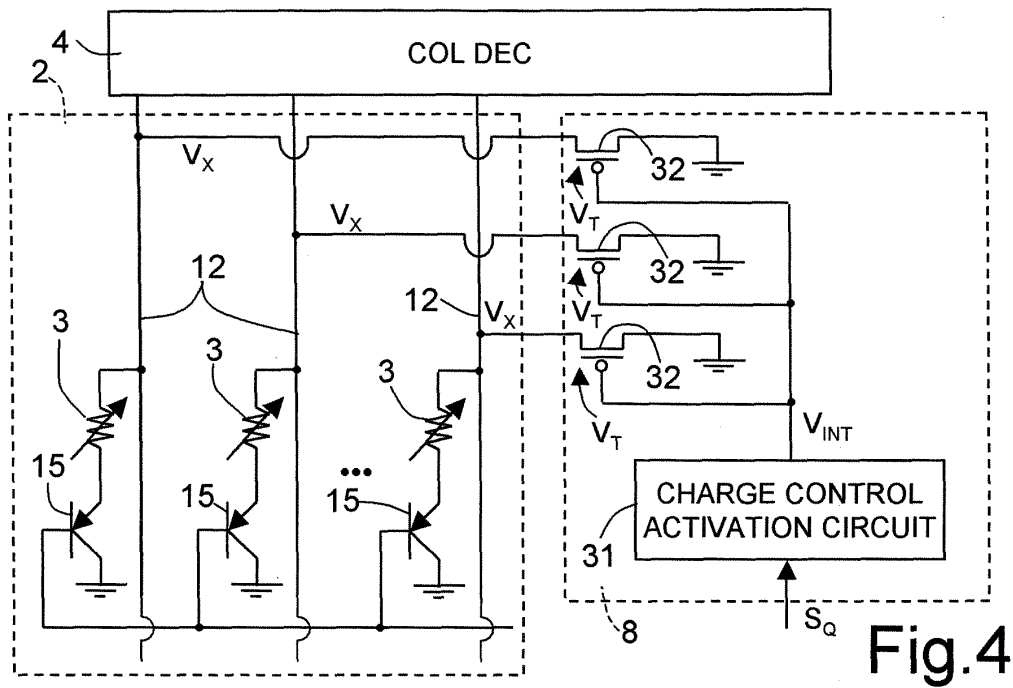 4
COL DEC
2
V_X
32
V_T
V_X
32
12
V_T
12
V_X
3
3
3
32
V_T
V_INT
15
15
15
...
CHARGE CONTROL
ACTIVATION CIRCUIT
31
8
S_Q
Fig.4